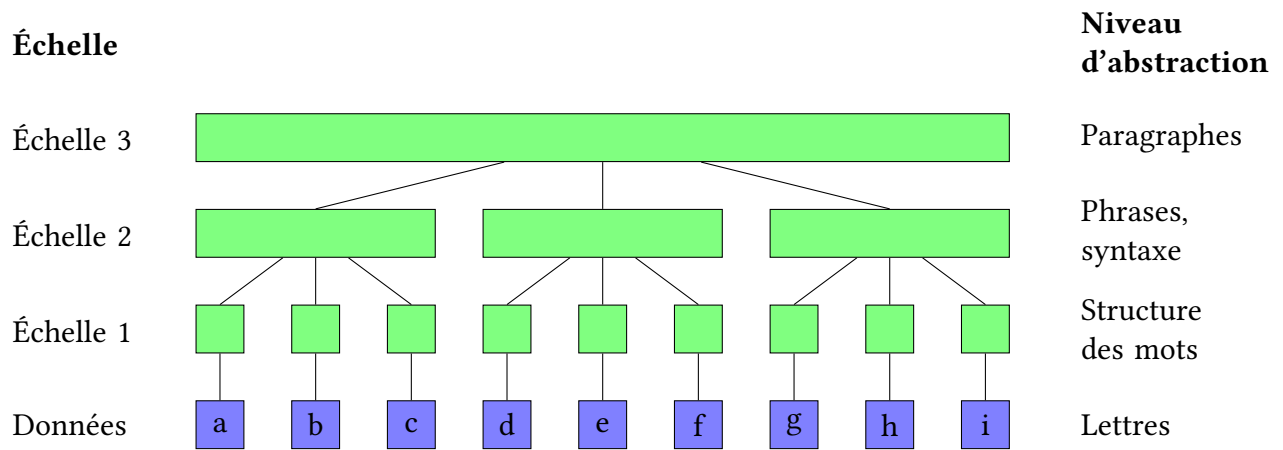 Échelle
Niveau
d’abstraction
Échelle 3
Paragraphes
Échelle 2
Phrases,
syntaxe
Échelle 1
Structure
des mots
Données
a b c d e f g h i
Lettres